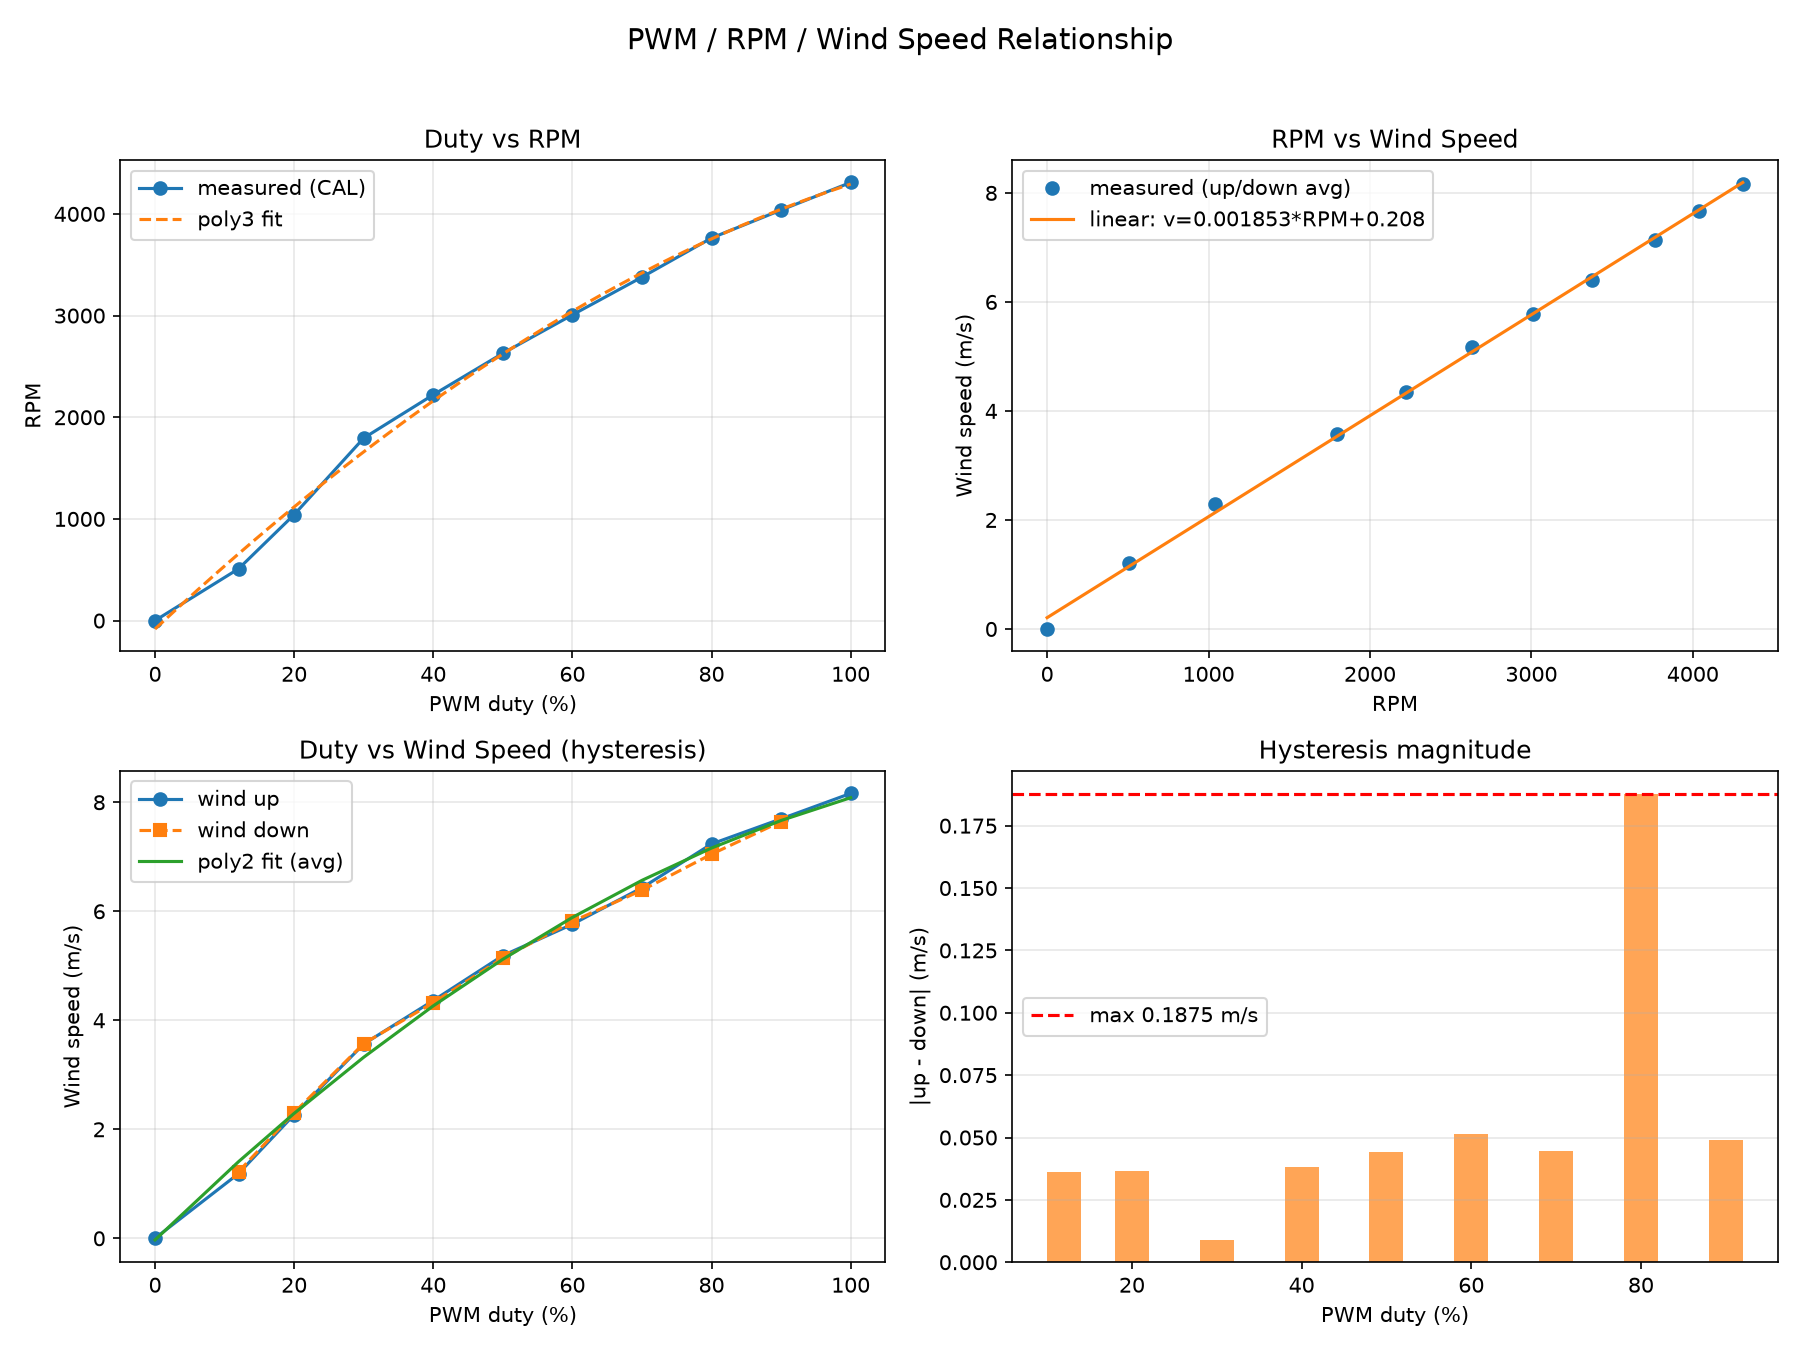 PWM / RPM / Wind Speed Relationship
Duty vs RPM
measured (CAL)
poly3 fit
4000
3000
2000
1000
0
RPM
0 20 40 60 80 100
PWM duty (%)
RPM vs Wind Speed
measured (up/down avg)
linear: v=0.001853*RPM+0.208
8
6
4
2
0
Wind speed (m/s)
0 1000 2000 3000 4000
RPM
Duty vs Wind Speed (hysteresis)
wind up
wind down
poly2 fit (avg)
8
6
4
2
0
Wind speed (m/s)
0 20 40 60 80 100
PWM duty (%)
Hysteresis magnitude
max 0.1875 m/s
0.175
0.150
0.125
0.100
0.075
0.050
0.025
0.000
|up - down| (m/s)
20 40 60 80
PWM duty (%)